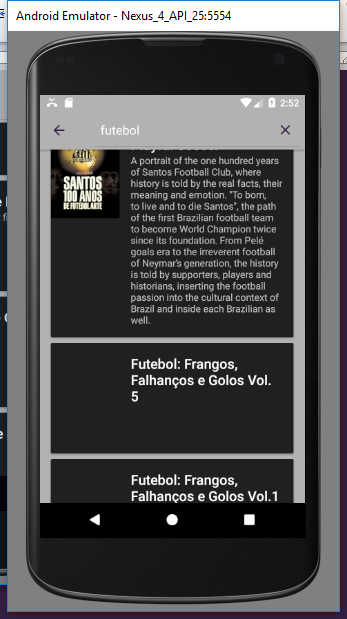 Android Emulator - Nexus_4_API_25:5554
2:52
futebol
SANTOS
100 ANOS
DE FUTEBOL ARTE
A portrait of the one hundred years
of Santos Football Club, where
history is told by the real facts, their
meaning and emotion. "To born,
to live and to die Santos", the path
of the first Brazilian football team
to become World Champion twice
since its foundation. From Pelé
goals era to the irreverent football
of Neymar's generation, the history
is told by supporters, players and
historians, inserting the football
passion into the cultural context of
Brazil and inside each Brazilian as
well.
Futebol: Frangos,
Falhanços e Golos Vol.
5
Futebol: Frangos,
Falhanços e Golos Vol.1